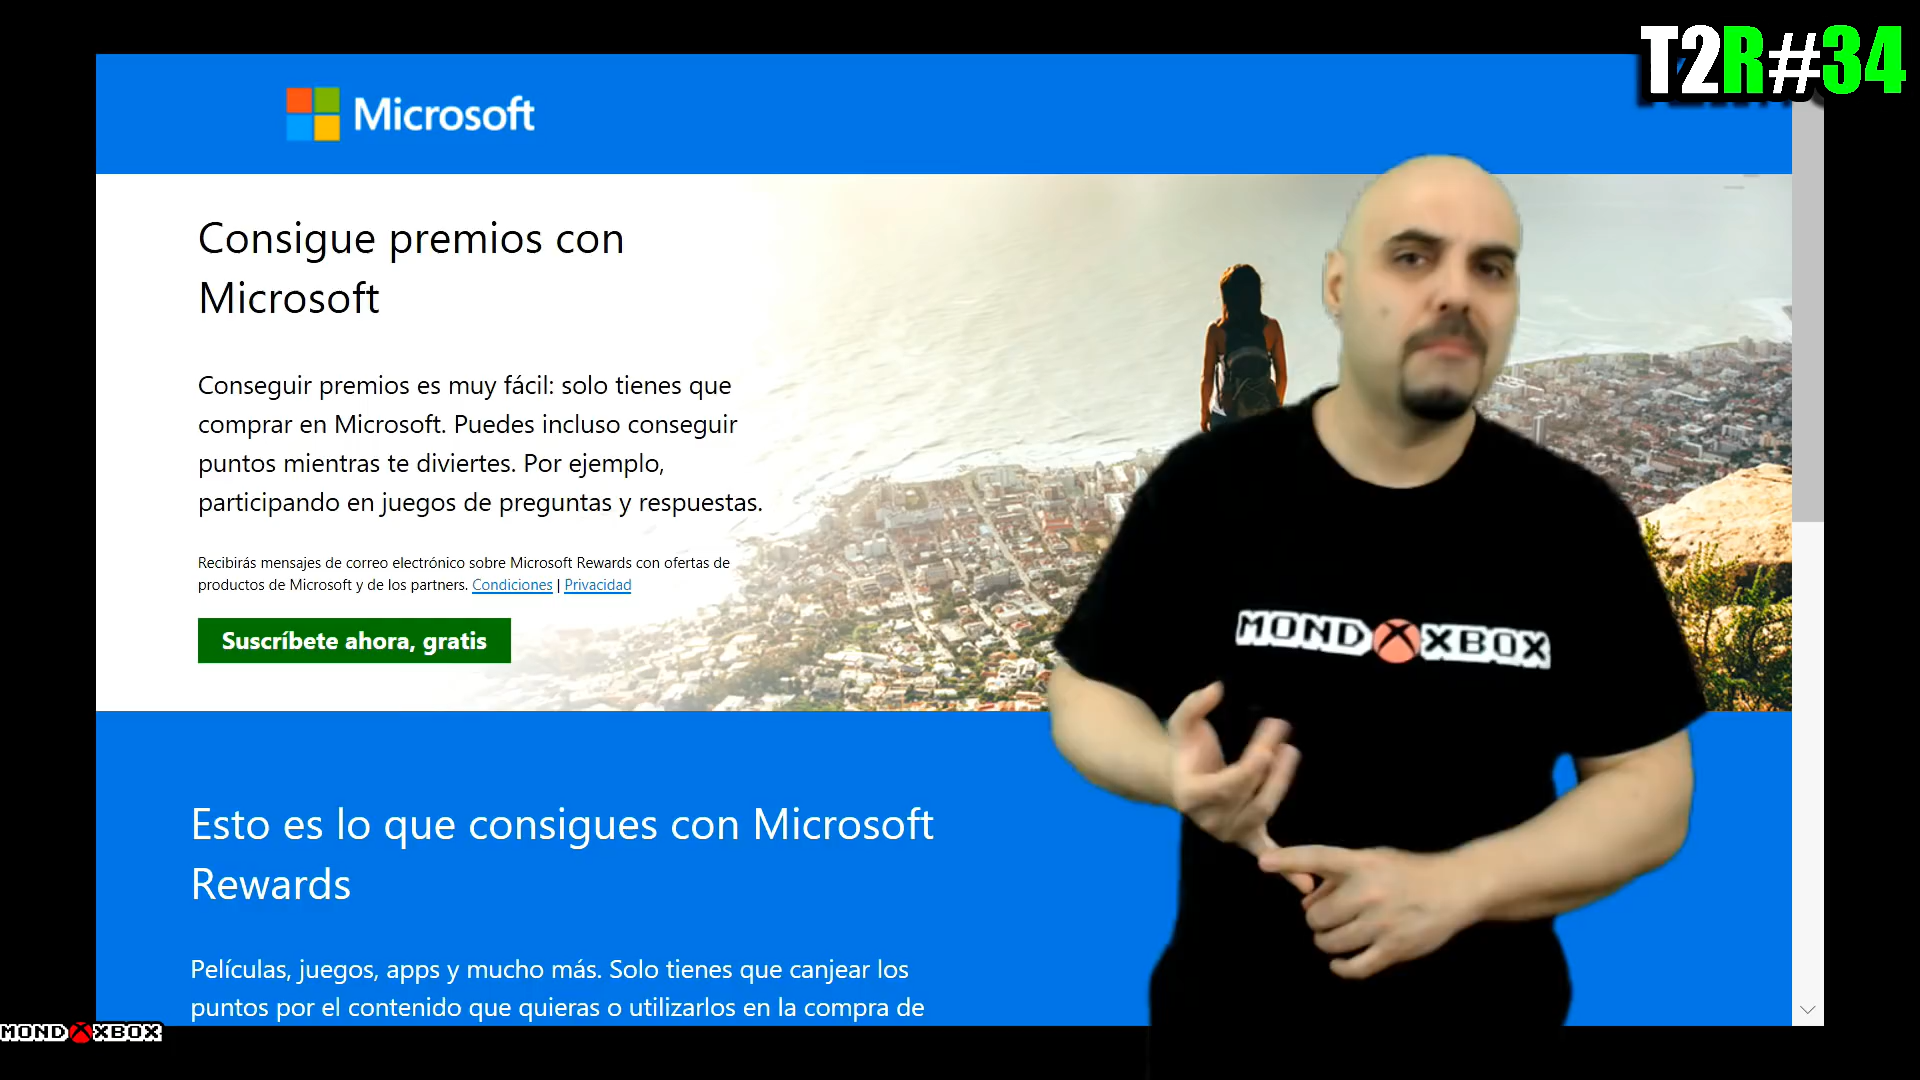 T2R#34
Microsoft
Consigue premios con
Microsoft
Conseguir premios es muy fácil: solo tienes que
comprar en Microsoft. Puedes incluso conseguir
puntos mientras te diviertes. Por ejemplo,
participando en juegos de preguntas y respuestas.
Recibirás mensajes de correo electrónico sobre Microsoft Rewards con ofertas de
productos de Microsoft y de los partners. Condiciones | Privacidad
Suscríbete ahora, gratis
MONDOXBOX
Esto es lo que consigues con Microsoft
Rewards
Películas, juegos, apps y mucho más. Solo tienes que canjear los
puntos por el contenido que quieras o utilizarlos en la compra de
MONDOXBOX